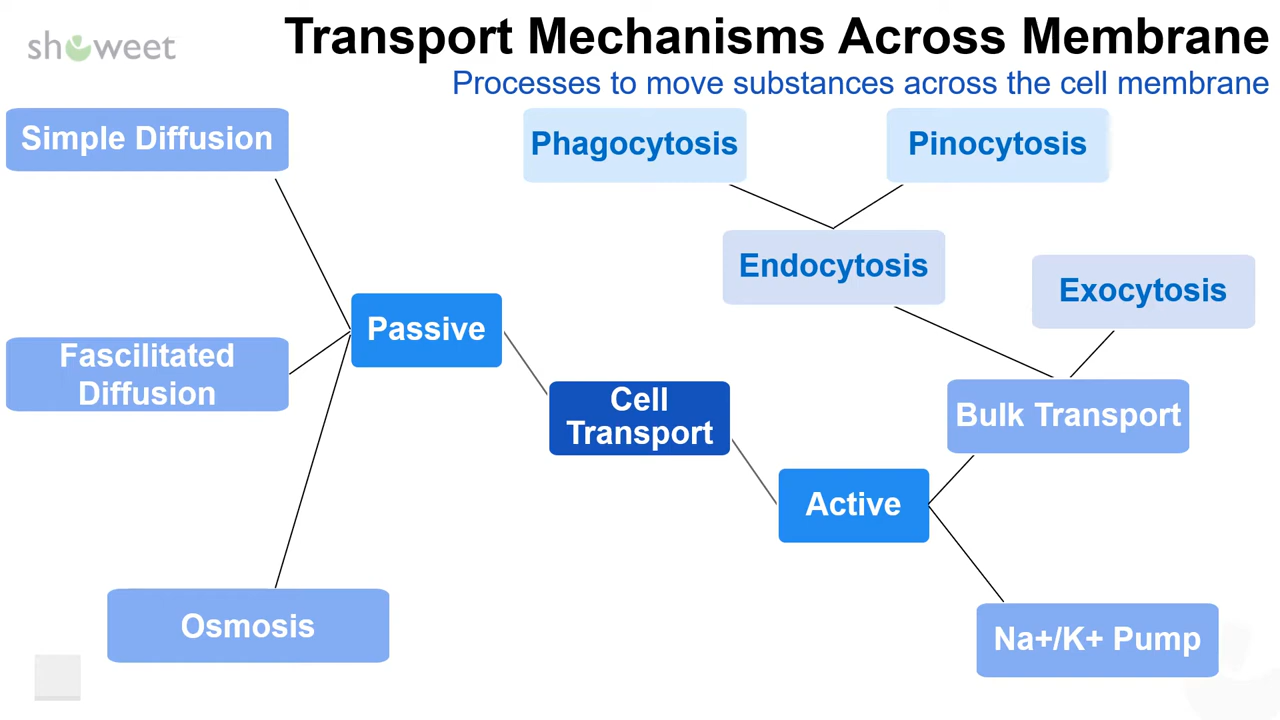 showeet
Transport Mechanisms Across Membrane
Processes to move substances across the cell membrane
Simple Diffusion
Phagocytosis
Pinocytosis
Endocytosis
Exocytosis
Passive
Fascilitated
Diffusion
Cell
Transport
Bulk Transport
Active
Osmosis
Na+/K+ Pump